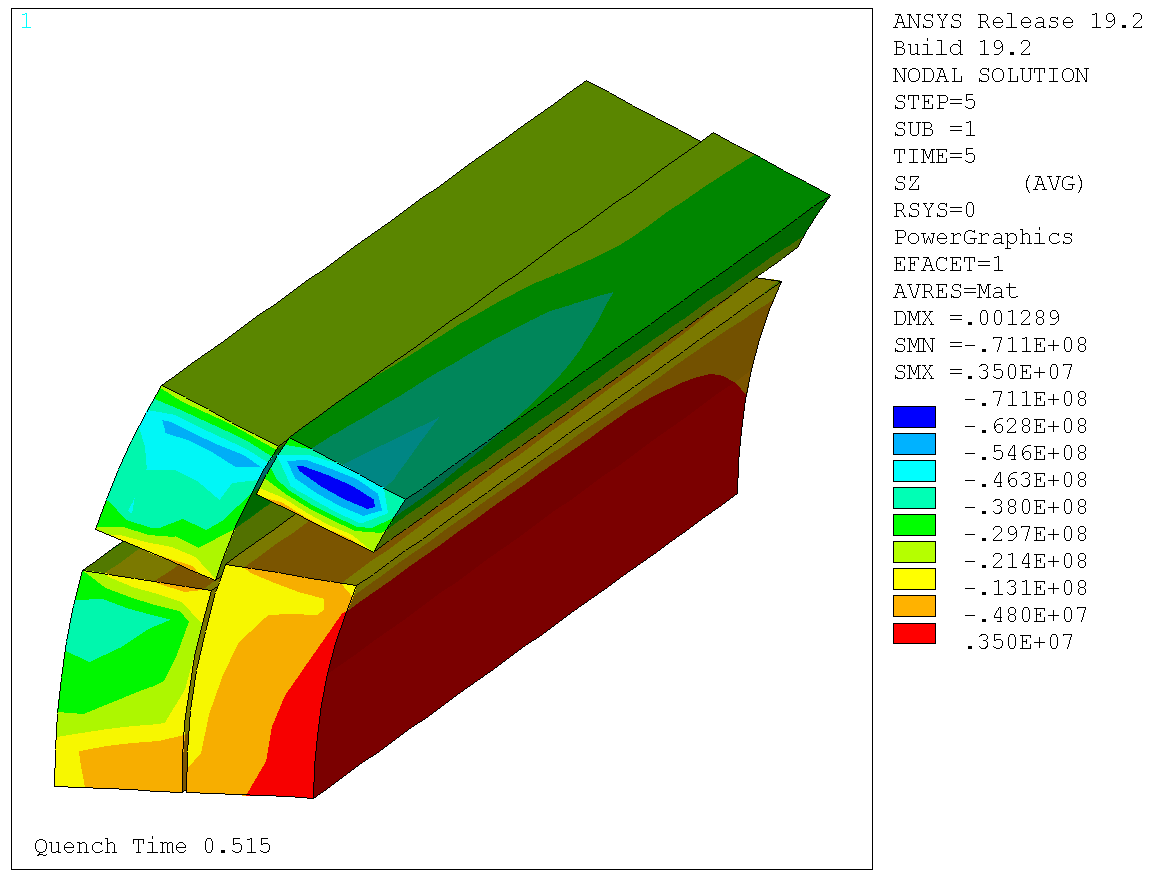 1
ANSYS Release 19.2
Build 19.2
NODAL SOLUTION
STEP=5
SUB =1
TIME=5
SZ (AVG)
RSYS=0
PowerGraphics
EFACET=1
AVRES=Mat
DMX =.001289
SMN =-.711E+08
SMX =.350E+07
-.711E+08
-.628E+08
-.546E+08
-.463E+08
-.380E+08
-.297E+08
-.214E+08
-.131E+08
-.480E+07
.350E+07
Quench Time 0.515